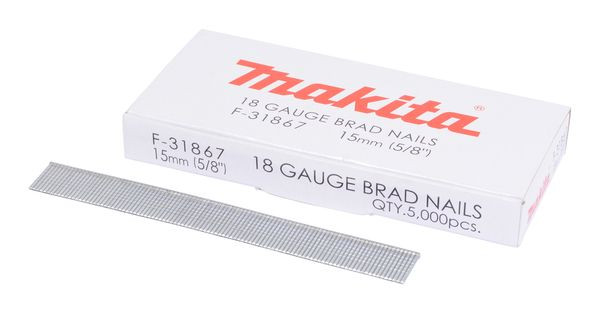 makita®
18 GAUGE BRAD NAILS
F-31867 15mm (5/8")
F-31867
15mm (5/8")
18 GAUGE BRAD NAILS
QTY.5,000pcs.